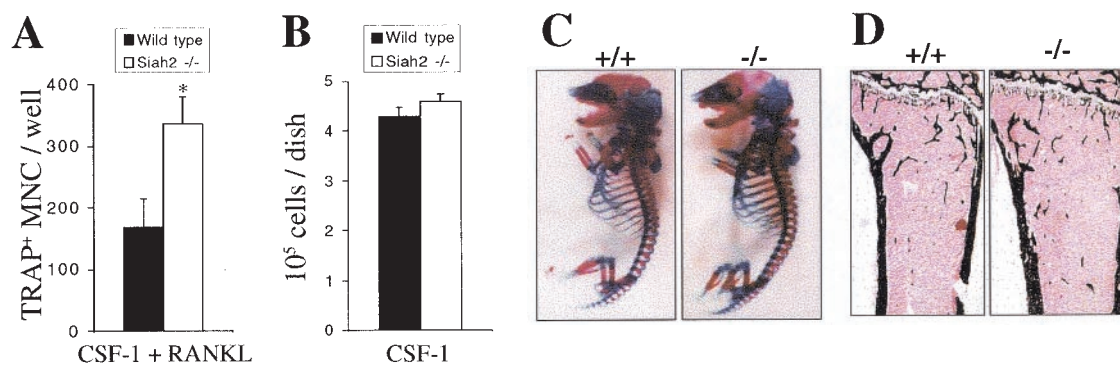 A
Wild type
Siah2 -/-
TRAP⁺ MNC / well
400
300
200
100
0
*
CSF-1 + RANKL
B
Wild type
Siah2 -/-
10⁵ cells / dish
5
4
3
2
1
0
CSF-1
C
+/+
-/-
D
+/+
-/-